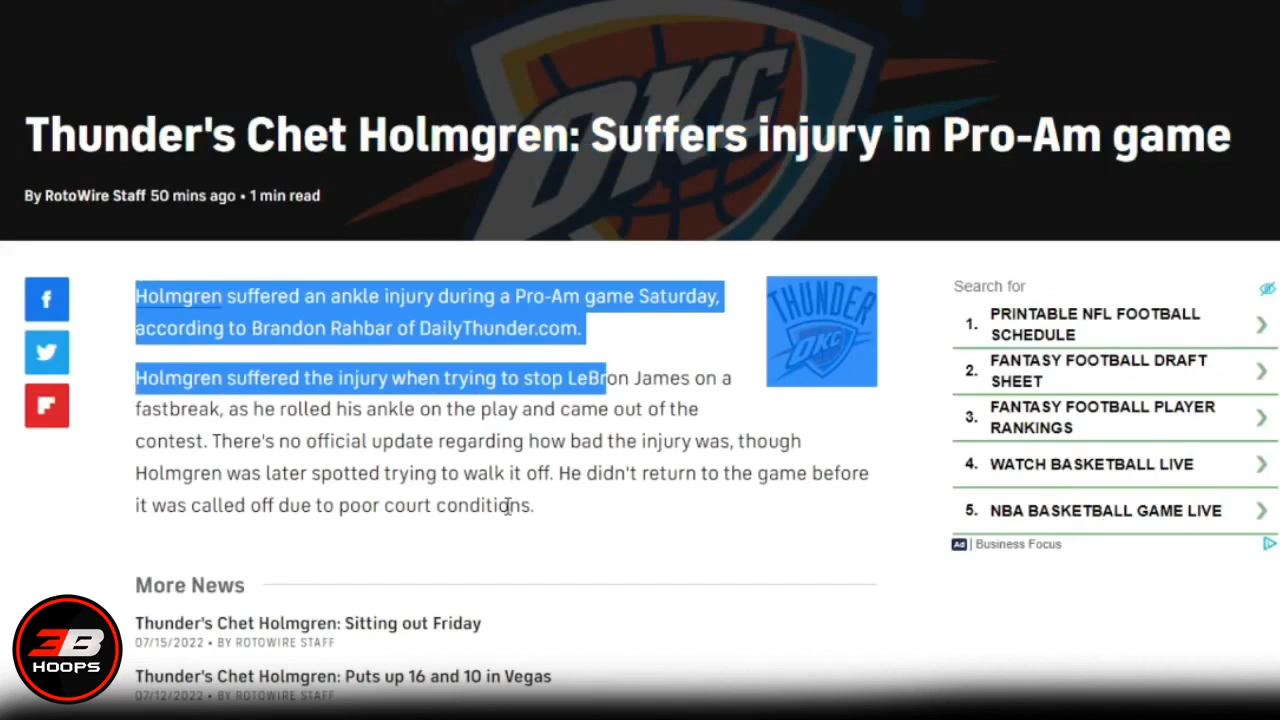 OKC
Thunder's Chet Holmgren: Suffers injury in Pro-Am game
By RotoWire Staff 50 mins ago • 1 min read
Holmgren suffered an ankle injury during a Pro-Am game Saturday,
according to Brandon Rahbar of DailyThunder.com.
Holmgren suffered the injury when trying to stop LeBron James on a
fastbreak, as he rolled his ankle on the play and came out of the
contest. There's no official update regarding how bad the injury was, though
Holmgren was later spotted trying to walk it off. He didn't return to the game before
it was called off due to poor court conditions.
THUNDER
OKC
Search for
1. PRINTABLE NFL FOOTBALL
SCHEDULE
2. FANTASY FOOTBALL DRAFT
SHEET
3. FANTASY FOOTBALL PLAYER
RANKINGS
4. WATCH BASKETBALL LIVE
5. NBA BASKETBALL GAME LIVE
Ad | Business Focus
More News
Thunder's Chet Holmgren: Sitting out Friday
07/15/2022 • BY ROTOWIRE STAFF
Thunder's Chet Holmgren: Puts up 16 and 10 in Vegas
07/12/2022 • BY ROTOWIRE STAFF
3B
HOOPS